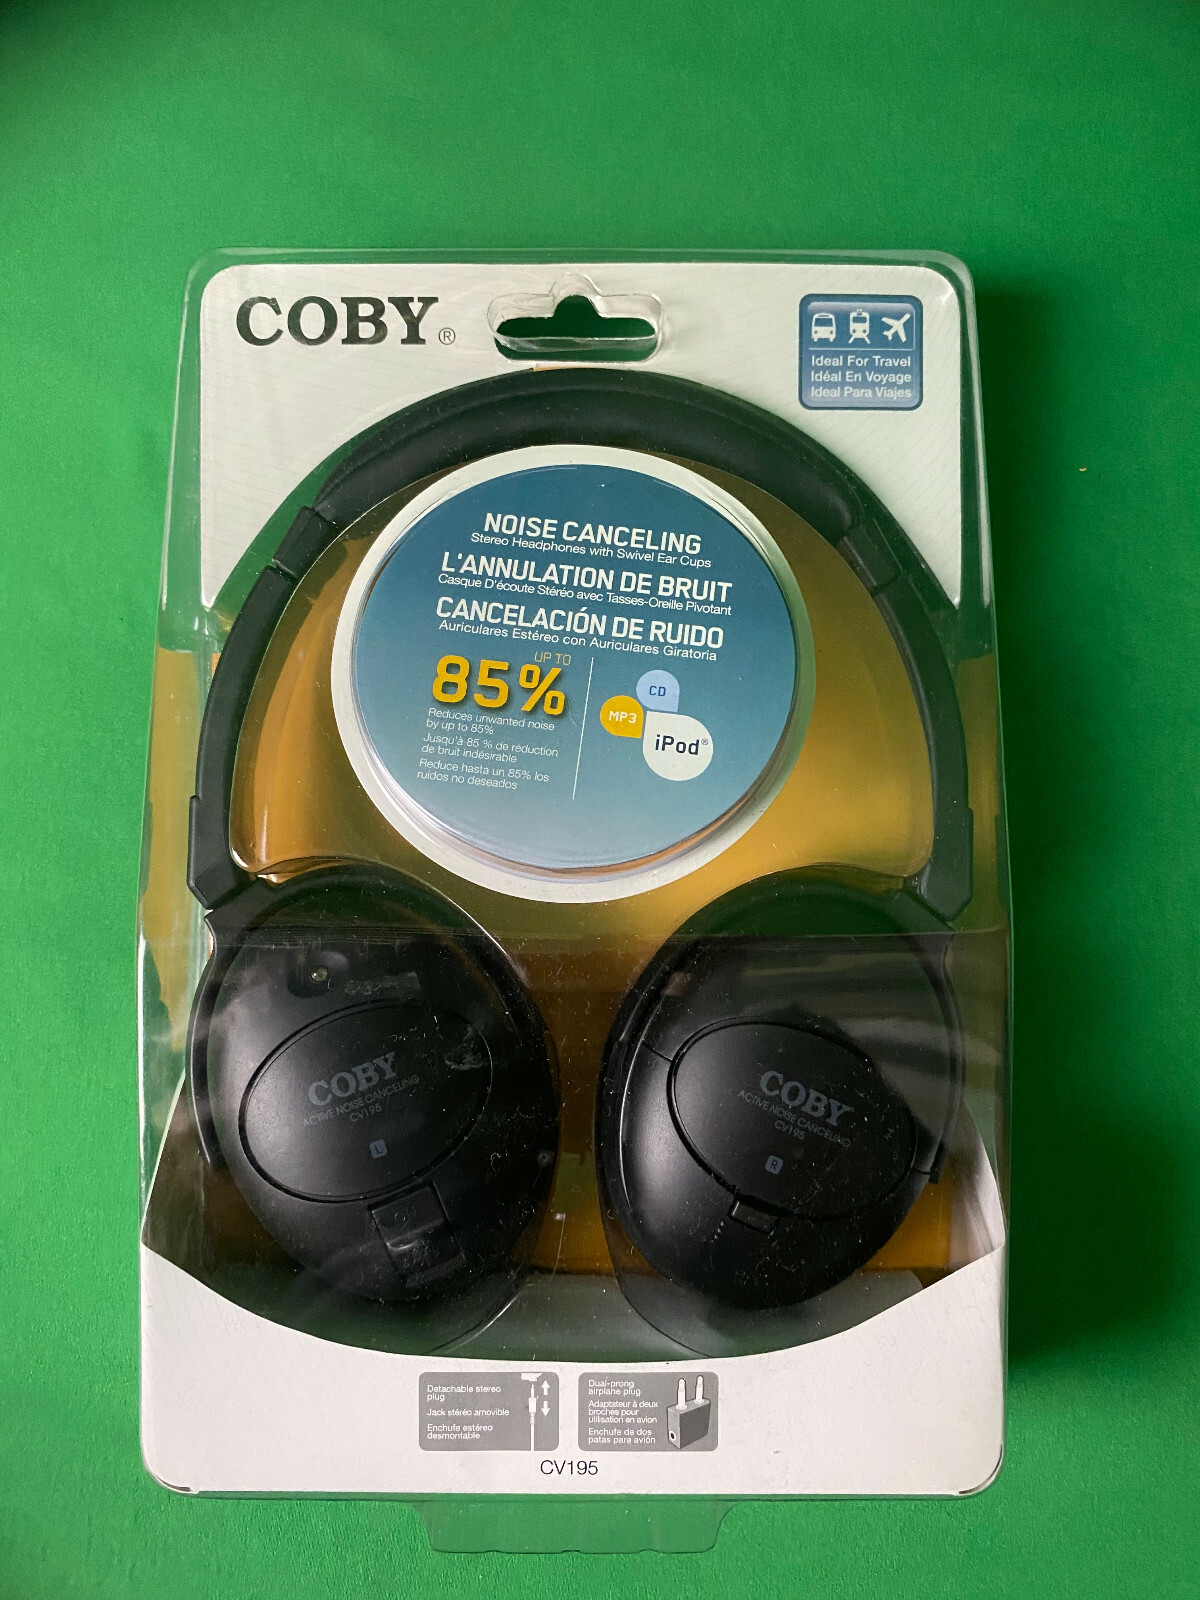 COBY®
Ideal For Travel
Idéal En Voyage
Ideal Para Viajes
NOISE CANCELING
Stereo Headphones with Swivel Ear Cups
L'ANNULATION DE BRUIT
Casque D'écoute Stéréo avec Tasses-Oreille Pivotant
CANCELACIÓN DE RUIDO
Auriculares Estéreo con Auriculares Giratoria
UP TO
85%
Reduces unwanted noise
by up to 85%
Jusqu'à 85 % de réduction
de bruit indésirable
Reduce hasta un 85% los
ruidos no deseados
CD
MP3
iPod®
COBY
ACTIVE NOISE CANCELING
CV195
L
COBY
ACTIVE NOISE CANCELING
CV195
R
Detachable stereo
plug
Jack stéréo amovible
Enchufe estéreo
desmontable
Dual-prong
airplane plug
Adaptateur à deux
broches pour
utilisation en avion
Enchufe de dos
patas para avión
CV195